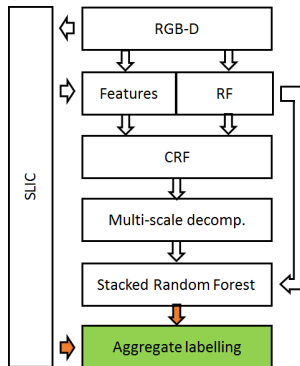 RGB-D
SLIC
Features
RF
CRF
Multi-scale decomp.
Stacked Random Forest
Aggregate labelling